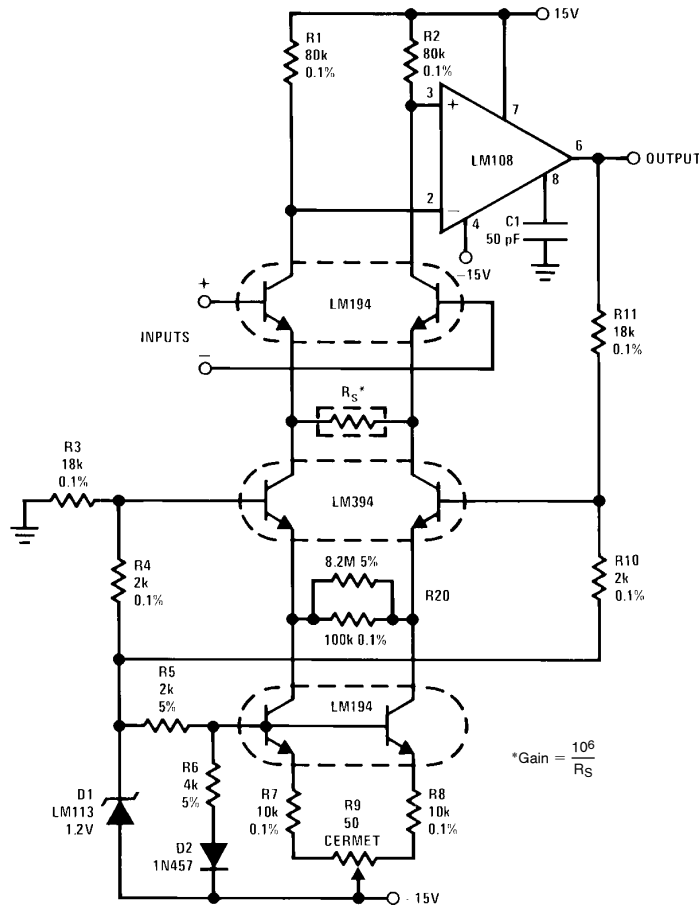 15V
R1
80k
0.1%
R2
80k
0.1%
3
+
7
LM108
6
OUTPUT
8
2
−
4
C1
50 pF
−15V
+
LM194
INPUTS
−
R11
18k
0.1%
RS*
R3
18k
0.1%
LM394
R4
2k
0.1%
8.2M 5%
R20
100k 0.1%
R10
2k
0.1%
R5
2k
5%
LM194
R6
4k
5%
D1
LM113
1.2V
D2
1N457
R7
10k
0.1%
R9
50
CERMET
R8
10k
0.1%
*Gain = 10⁶
RS
- 15V